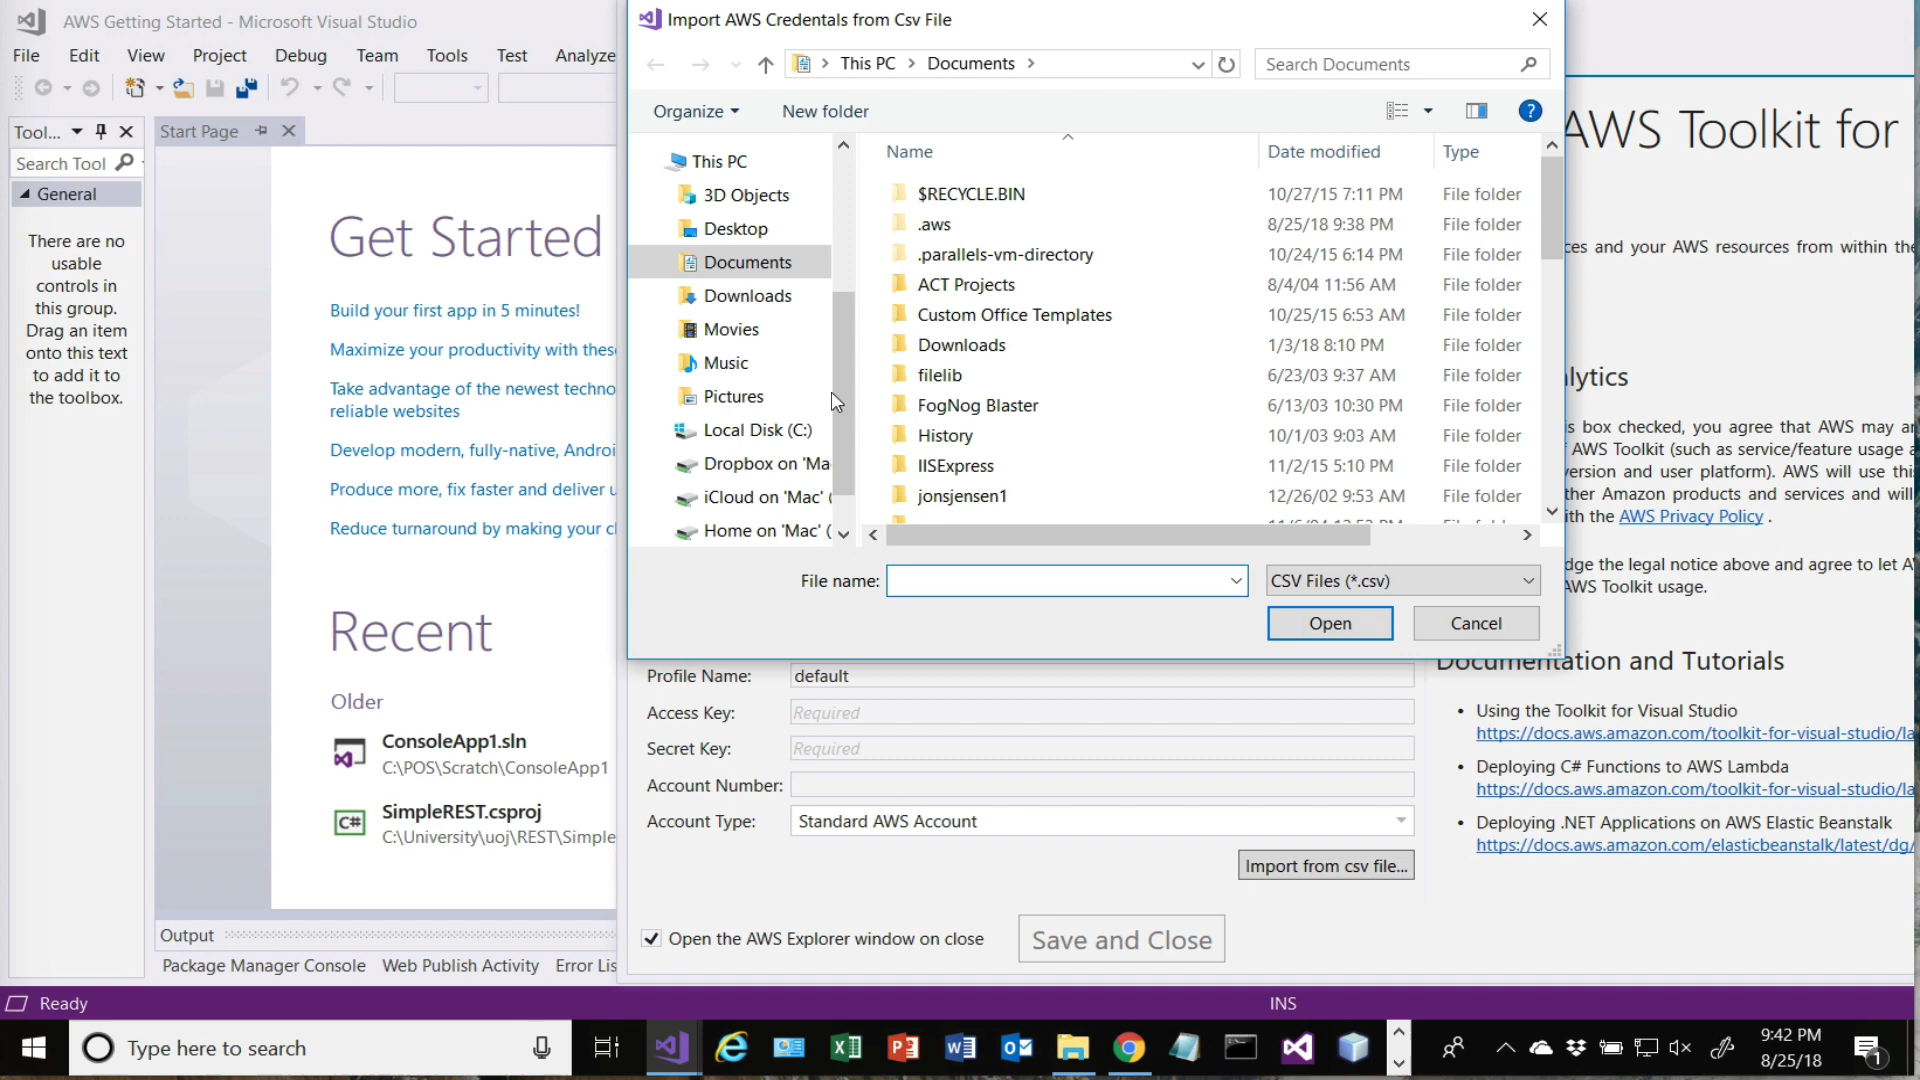 AWS Getting Started - Microsoft Visual Studio
File Edit View Project Debug Team Tools Test Analyze
Tool...
Search Tool
General
There are no
usable
controls in
this group.
Drag an item
onto this text
to add it to
the toolbox.
Start Page
Get Started
Build your first app in 5 minutes!
Maximize your productivity with these
Take advantage of the newest techno
reliable websites
Develop modern, fully-native, Androi
Produce more, fix faster and deliver
Reduce turnaround by making your
Recent
Older
ConsoleApp1.sln
C:\POS\Scratch\ConsoleApp1
SimpleREST.csproj
C:\University\uoj\REST\Simple
Output
Package Manager Console Web Publish Activity Error Lis
Import AWS Credentals from Csv File
This PC Documents
Search Documents
Organize New folder
This PC
3D Objects
Desktop
Documents
Downloads
Movies
Music
Pictures
Local Disk (C:)
Dropbox on 'Ma
iCloud on 'Mac' (
Home on 'Mac' (
Name Date modified Type
$RECYCLE.BIN 10/27/15 7:11 PM File folder
.aws 8/25/18 9:38 PM File folder
.parallels-vm-directory 10/24/15 6:14 PM File folder
ACT Projects 8/4/04 11:56 AM File folder
Custom Office Templates 10/25/15 6:53 AM File folder
Downloads 1/3/18 8:10 PM File folder
filelib 6/23/03 9:37 AM File folder
FogNog Blaster 6/13/03 10:30 PM File folder
History 10/1/03 9:03 AM File folder
IISExpress 11/2/15 5:10 PM File folder
jonsjensen1 12/26/02 9:53 AM File folder
File name: CSV Files (*.csv)
Open Cancel
Profile Name: default
Access Key: Required
Secret Key: Required
Account Number:
Account Type: Standard AWS Account
Import from csv file...
Open the AWS Explorer window on close
Save and Close
AWS Toolkit for
ces and your AWS resources from within the
lytics
s box checked, you agree that AWS may
AWS Toolkit (such as service/feature usage
ersion and user platform). AWS will use
her Amazon products and services and will
ith the AWS Privacy Policy .
dge the legal notice above and agree to let
AWS Toolkit usage.
Documentation and Tutorials
• Using the Toolkit for Visual Studio
https://docs.aws.amazon.com/toolkit-for-visual-studio/la
• Deploying C# Functions to AWS Lambda
https://docs.aws.amazon.com/toolkit-for-visual-studio/la
• Deploying .NET Applications on AWS Elastic Beanstalk
https://docs.aws.amazon.com/elasticbeanstalk/latest/dg/
Ready INS
Type here to search
9:42 PM
8/25/18
1